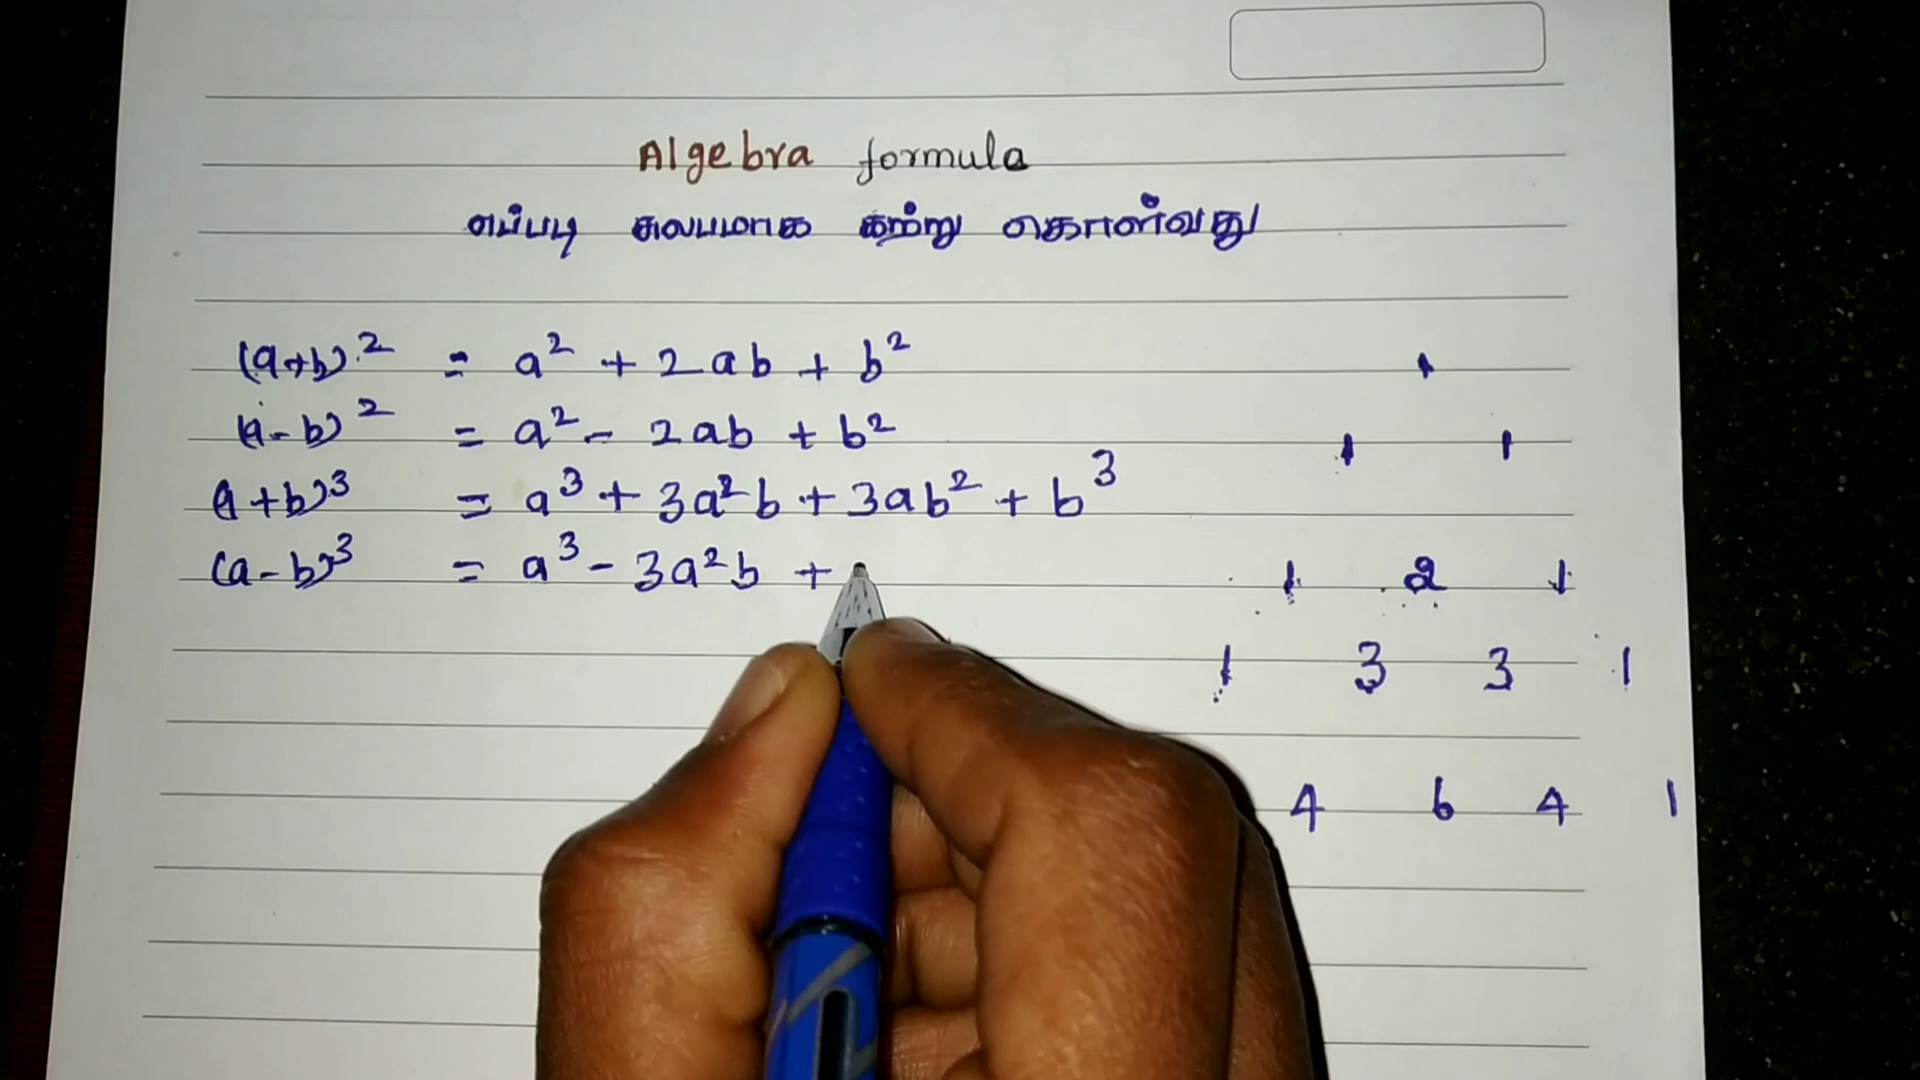 Algebra formula
எப்படி சுலபமாக கற்று கொள்வது
(a+b)² = a² + 2ab + b²
(a-b)² = a² - 2ab + b²
(a+b)³ = a³ + 3a²b + 3ab² + b³
(a-b)³ = a³ - 3a²b +
1
1 1
1 2 1
1 3 3 1
4 6 4 1